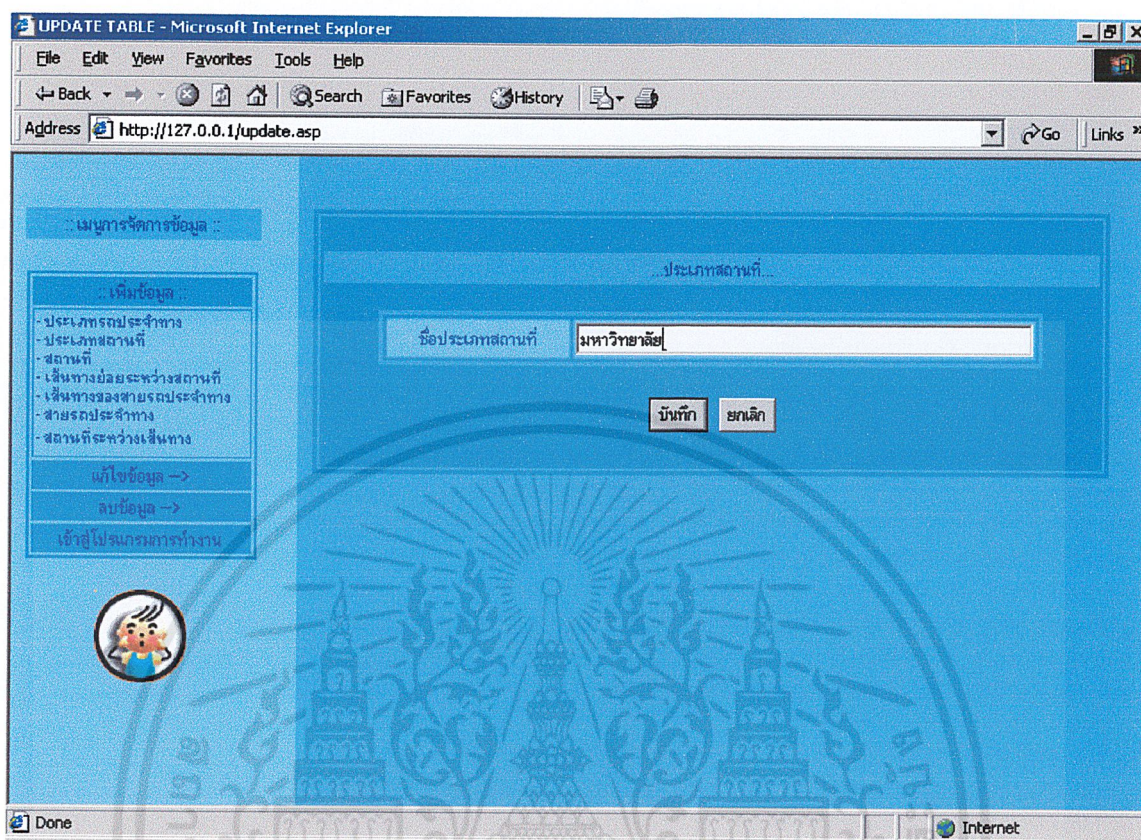 UPDATE TABLE - Microsoft Internet Explorer
File Edit View Favorites Tools Help
Back Search Favorites History
Address http://127.0.0.1/update.asp Go Links »
:: เมนูการจัดการข้อมูล ::
:: เพิ่มข้อมูล ::
- ประเภทรถประจำทาง
- ประเภทสถานที่
- สถานที่
- เส้นทางย่อยระหว่างสถานที่
- เส้นทางของสายรถประจำทาง
- สายรถประจำทาง
- สถานที่ระหว่างเส้นทาง
แก้ไขข้อมูล -->
ลบข้อมูล -->
เข้าสู่โปรแกรมการทำงาน
...ประเภทสถานที่...
ชื่อประเภทสถานที่ มหาวิทยาลัย
บันทึก ยกเลิก
Done Internet